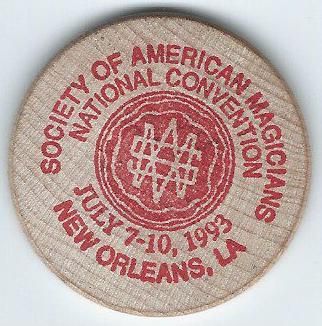 SOCIETY OF AMERICAN MAGICIANS
NATIONAL CONVENTION
JULY 7-10, 1993
NEW ORLEANS, LA